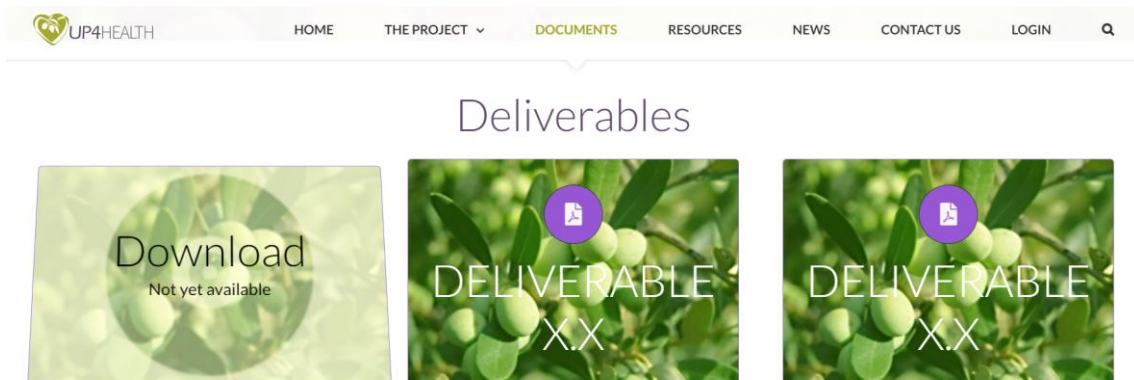 UP4HEALTH HOME THE PROJECT DOCUMENTS RESOURCES NEWS CONTACT US LOGIN
Deliverables
Download
Not yet available
DELIVERABLE
X.X
DELIVERABLE
X.X